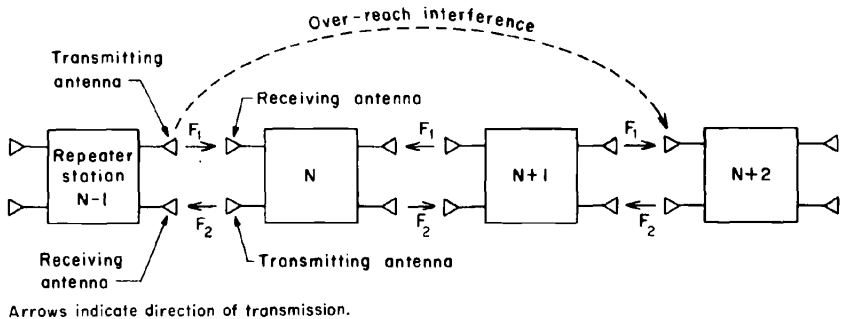 Over-reach interference
Transmitting
antenna
Receiving antenna
F1
F1
F1
Repeater
station
N-1
N
N+1
N+2
F2
F2
F2
Receiving
antenna
Transmitting antenna
Arrows indicate direction of transmission.